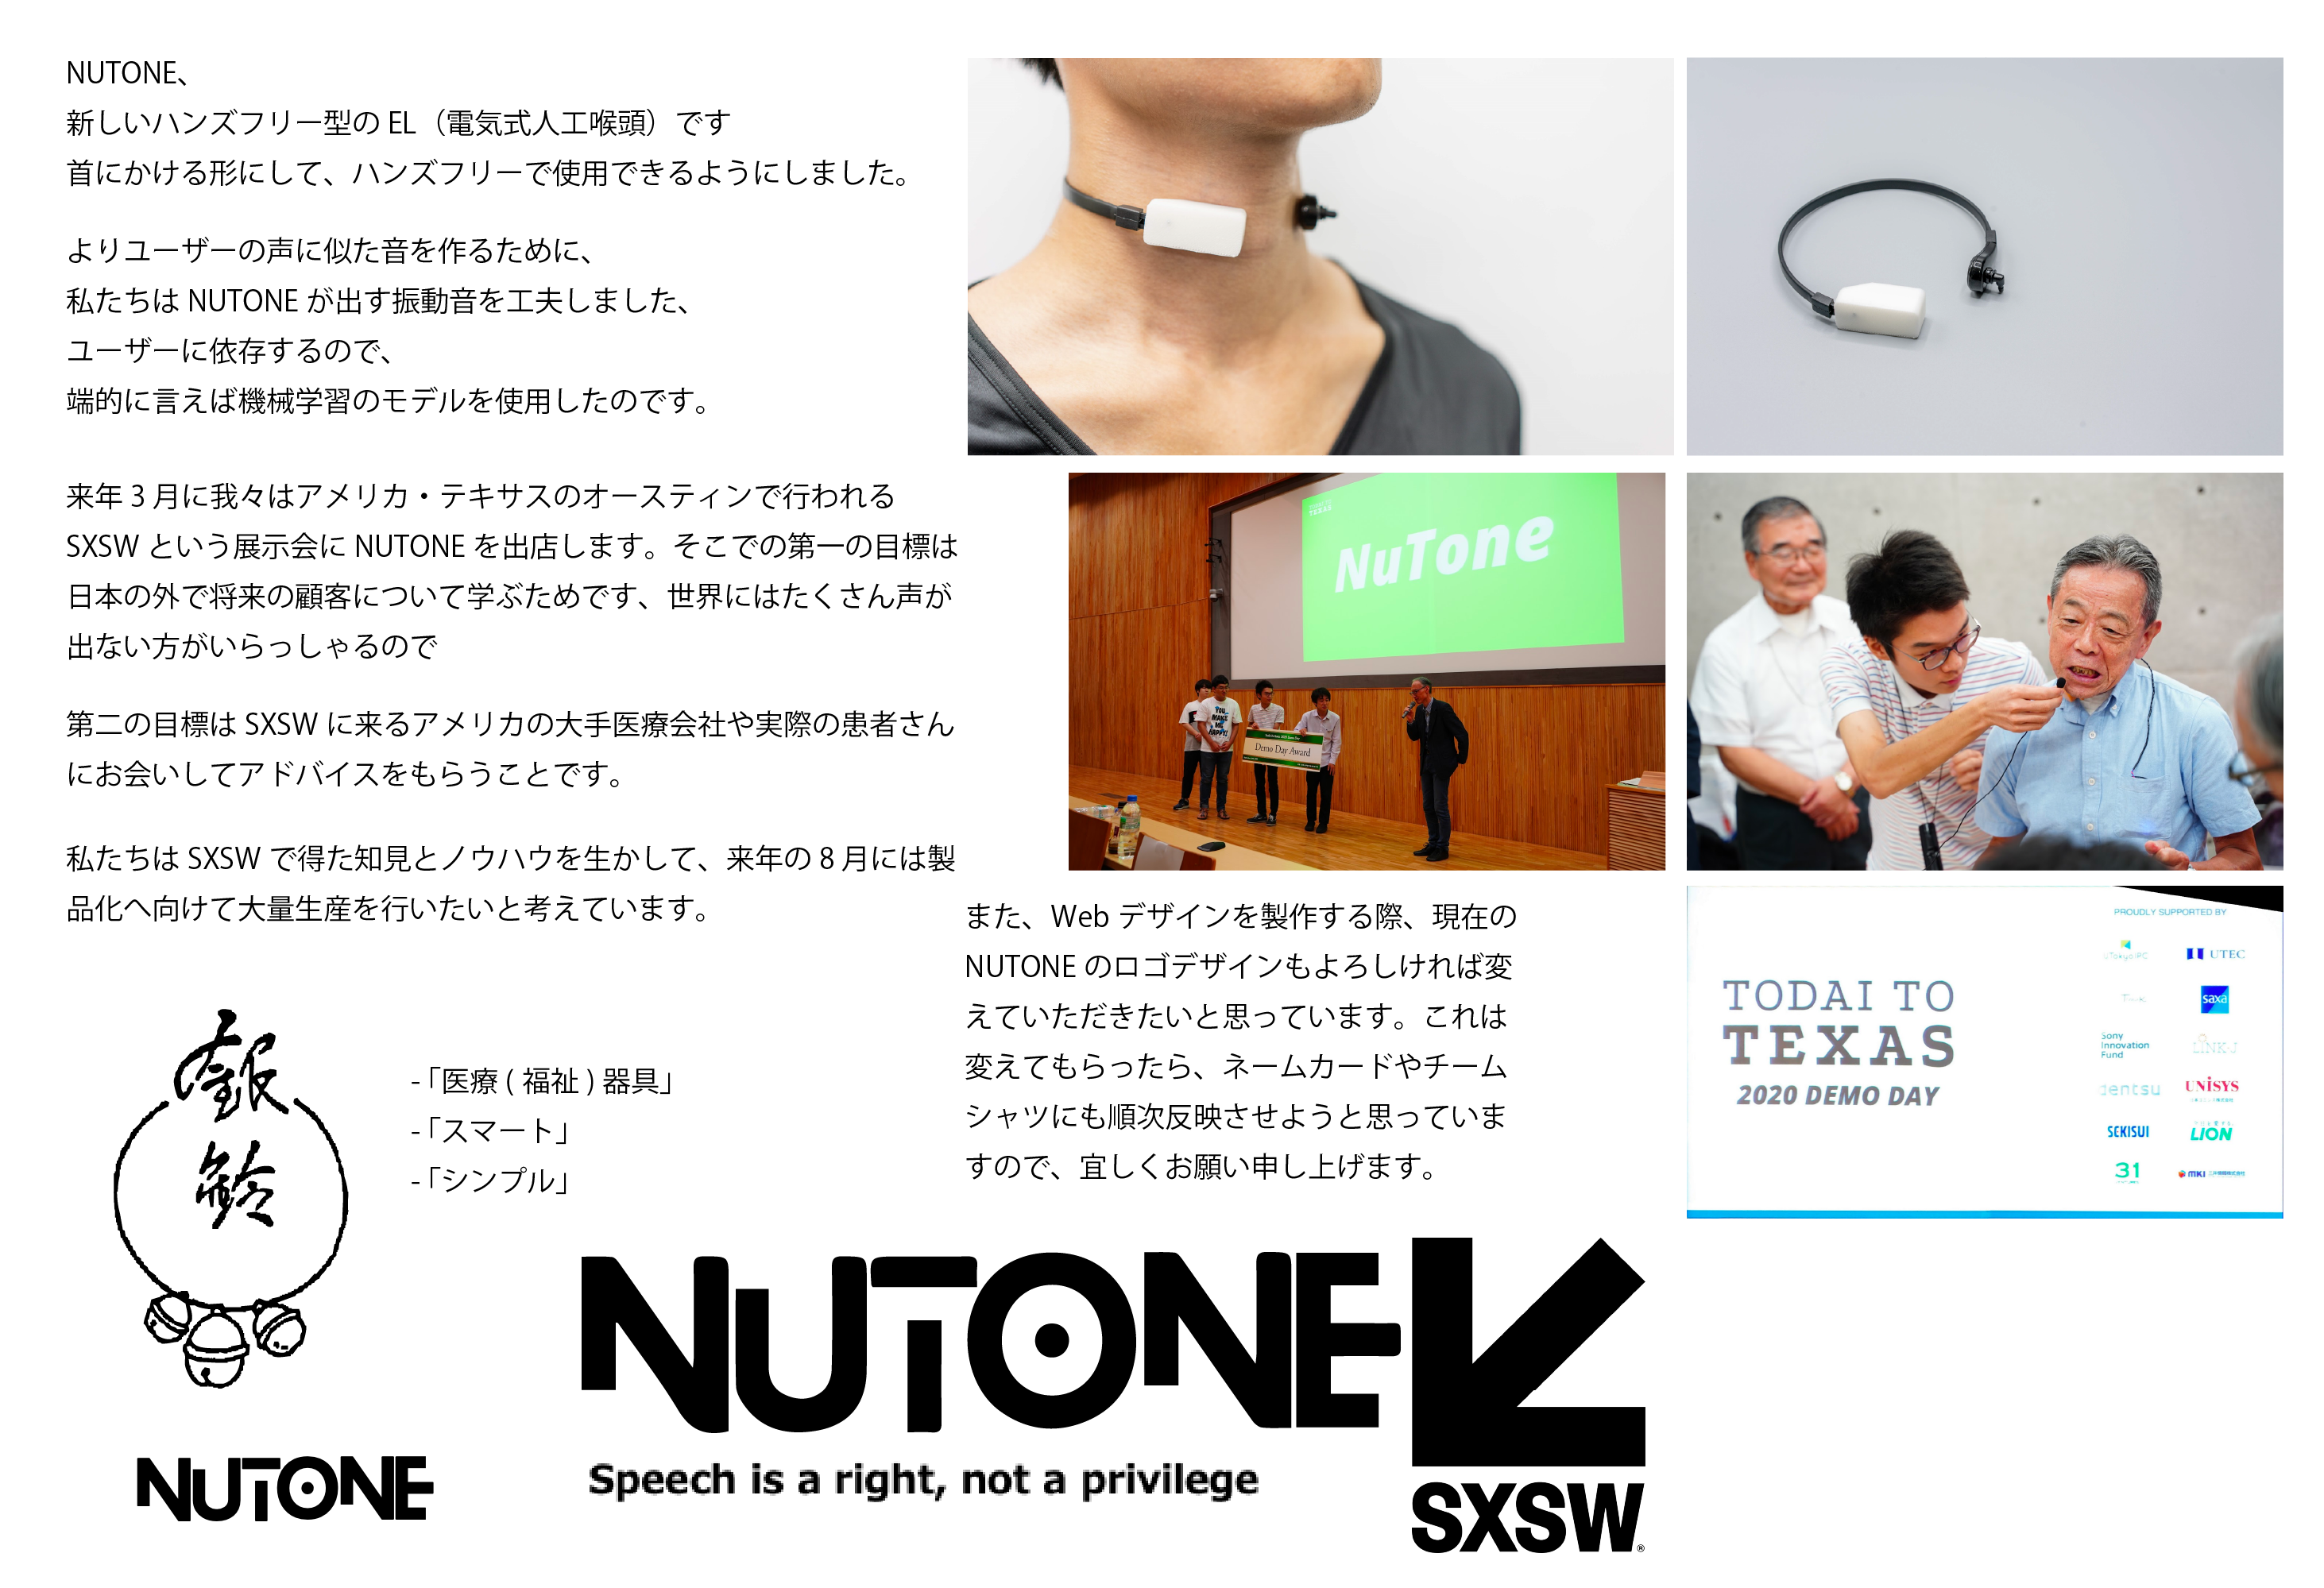 NUTONE、
新しいハンズフリー型の EL（電気式人工喉頭）です
首にかける形にして、ハンズフリーで使用できるようにしました。
よりユーザーの声に似た音を作るために、
私たちは NUTONE が出す振動音を工夫しました、
ユーザーに依存するので、
端的に言えば機械学習のモデルを使用したのです。
来年 3 月に我々はアメリカ・テキサスのオースティンで行われる
SXSW という展示会に NUTONE を出店します。そこでの第一の目標は
日本の外で将来の顧客について学ぶためです、世界にはたくさん声が
出ない方がいらっしゃるので
第二の目標は SXSW に来るアメリカの大手医療会社や実際の患者さん
にお会いしてアドバイスをもらうことです。
私たちは SXSW で得た知見とノウハウを生かして、来年の 8 月には製
品化へ向けて大量生産を行いたいと考えています。
TEXAS
NuTone
YOU
MAKE
ME
HAPPY!
Demo Day Award
また、Web デザインを製作する際、現在の
NUTONE のロゴデザインもよろしければ変
えていただきたいと思っています。これは
変えてもらったら、ネームカードやチーム
シャツにも順次反映させようと思っていま
すので、宜しくお願い申し上げます。
PROUDLY SUPPORTED BY
UTokyo IPC
UTEC
saxa
Sony
Innovation
Fund
LINK-J
dentsu
UNiSYS
SEKISUI
LION
31
MKI 三井情報株式会社
TODAI TO
TEXAS
2020 DEMO DAY
銀
鈴
-「医療 ( 福祉 ) 器具」
-「スマート」
-「シンプル」
NUTONE
NUTONE
Speech is a right, not a privilege
SXSW®